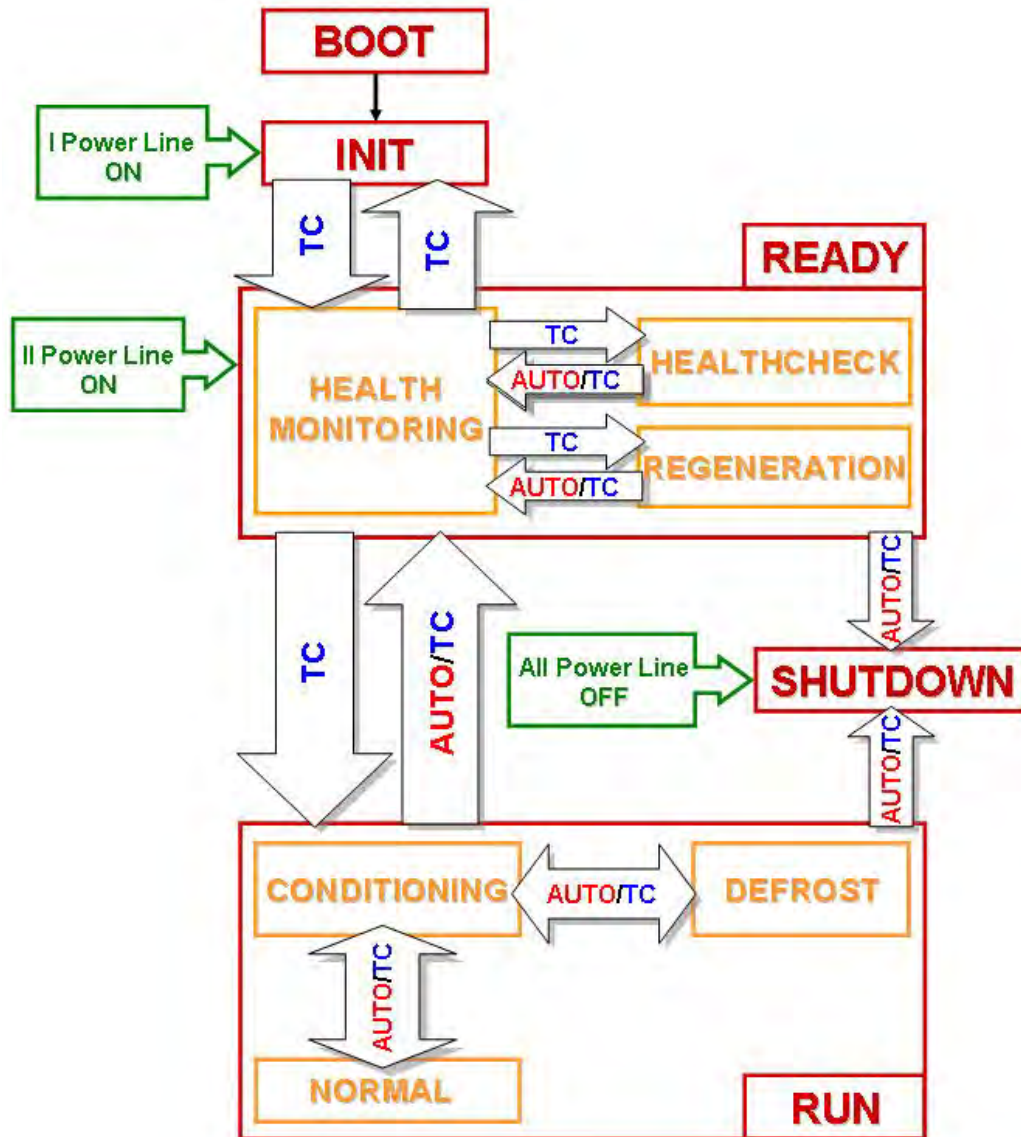 BOOT
I Power Line
ON
INIT
TC
TC
READY
II Power Line
ON
HEALTH
MONITORING
TC
AUTO/TC
TC
AUTO/TC
HEALTHCHECK
REGENERATION
TC
AUTO/TC
AUTO/TC
All Power Line
OFF
SHUTDOWN
AUTO/TC
CONDITIONING
AUTO/TC
DEFROST
AUTO/TC
NORMAL
RUN